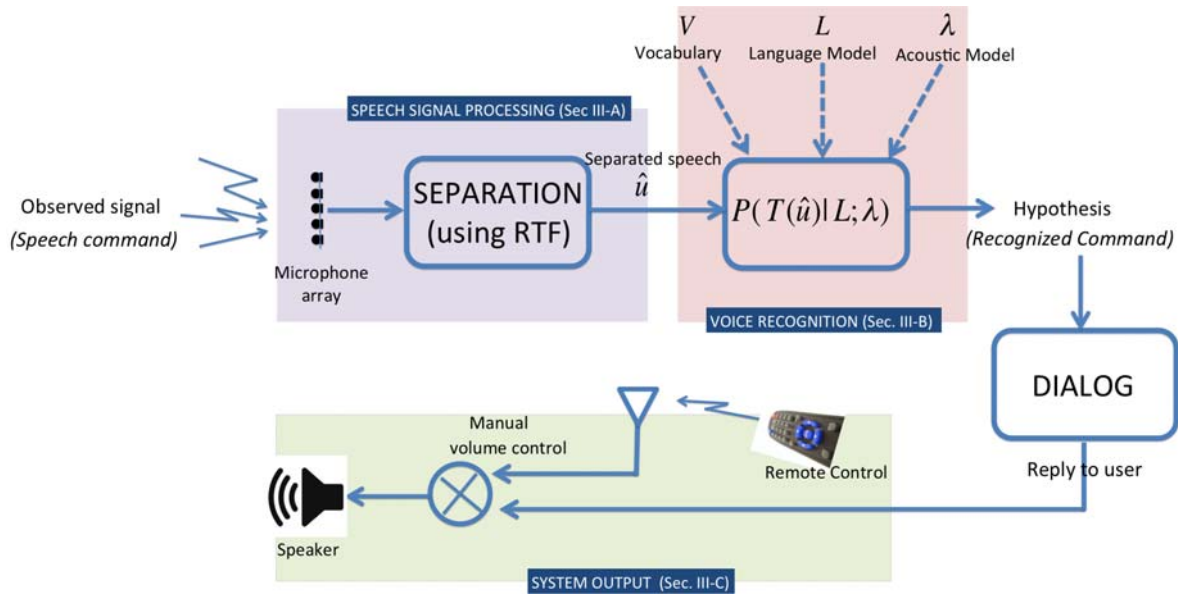 V
Vocabulary
L
Language Model
λ
Acoustic Model
SPEECH SIGNAL PROCESSING (Sec III-A)
Observed signal
(Speech command)
Microphone
array
SEPARATION
(using RTF)
Separated speech
û
P( T(û) | L; λ)
Hypothesis
(Recognized Command)
VOICE RECOGNITION (Sec. III-B)
DIALOG
Reply to user
Manual
volume control
Remote Control
Speaker
SYSTEM OUTPUT (Sec. III-C)